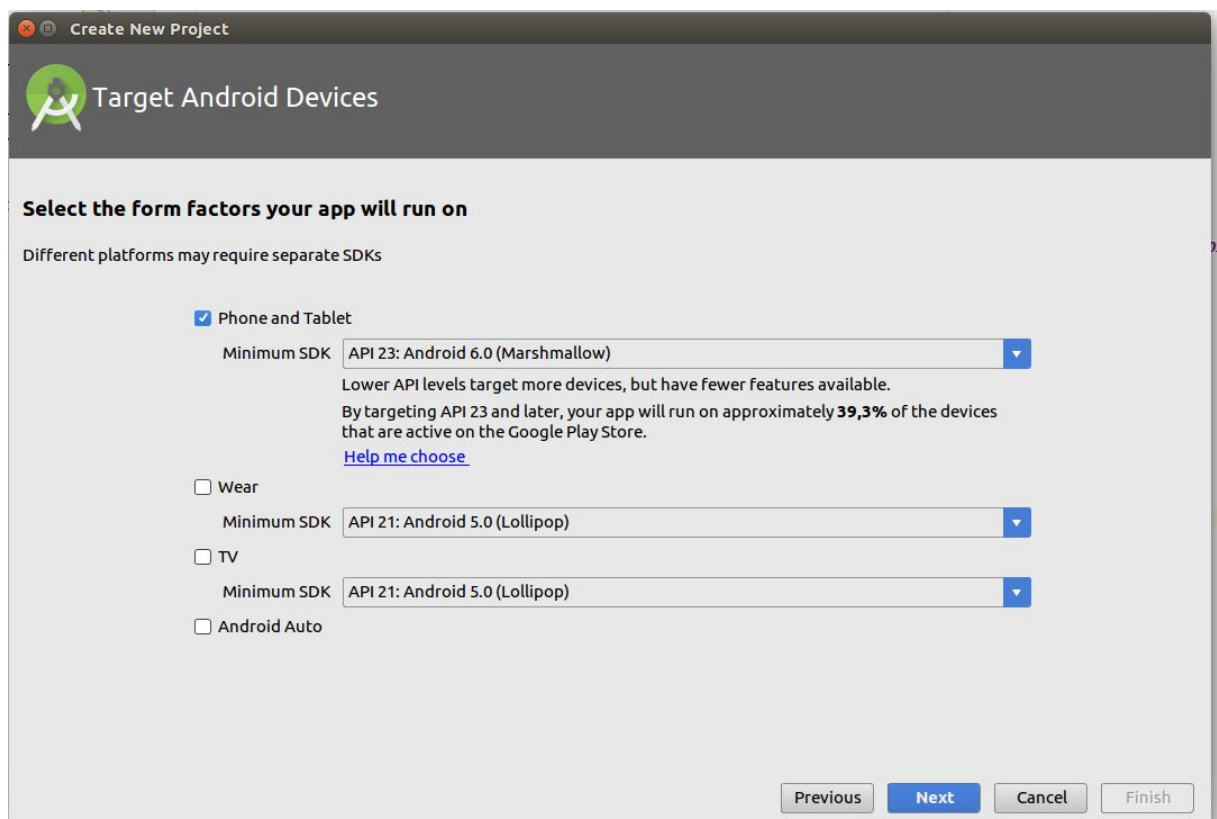 Create New Project
Target Android Devices
Select the form factors your app will run on
Different platforms may require separate SDKs
Phone and Tablet
Minimum SDK API 23: Android 6.0 (Marshmallow)
Lower API levels target more devices, but have fewer features available.
By targeting API 23 and later, your app will run on approximately 39,3% of the devices
that are active on the Google Play Store.
Help me choose
Wear
Minimum SDK API 21: Android 5.0 (Lollipop)
TV
Minimum SDK API 21: Android 5.0 (Lollipop)
Android Auto
Previous Next Cancel Finish